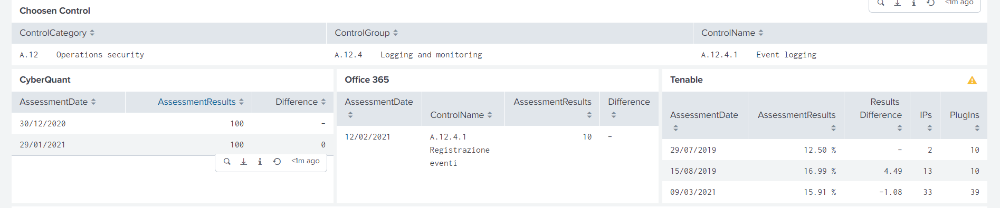 Choosen Control
<1m ago
ControlCategory ControlGroup ControlName
A.12 Operations security A.12.4 Logging and monitoring A.12.4.1 Event logging
CyberQuant
AssessmentDate AssessmentResults Difference
30/12/2020 100 -
29/01/2021 100 0
<1m ago
Office 365
AssessmentDate ControlName AssessmentResults Difference
12/02/2021 A.12.4.1 10 -
Registrazione
eventi
Tenable
AssessmentDate AssessmentResults Results Difference IPs PlugIns
29/07/2019 12.50 % - 2 10
15/08/2019 16.99 % 4.49 13 10
09/03/2021 15.91 % -1.08 33 39